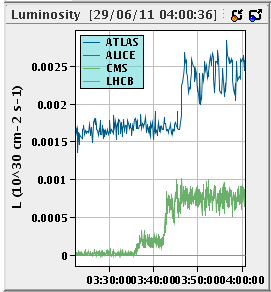 Luminosity [29/06/11 04:00:36]
ATLAS
ALICE
CMS
LHCB
L (10^30 cm-2 s-1)
0.0025
0.002
0.0015
0.001
0.0005
0
03:30:00 03:40:00 03:50:00 04:00:00